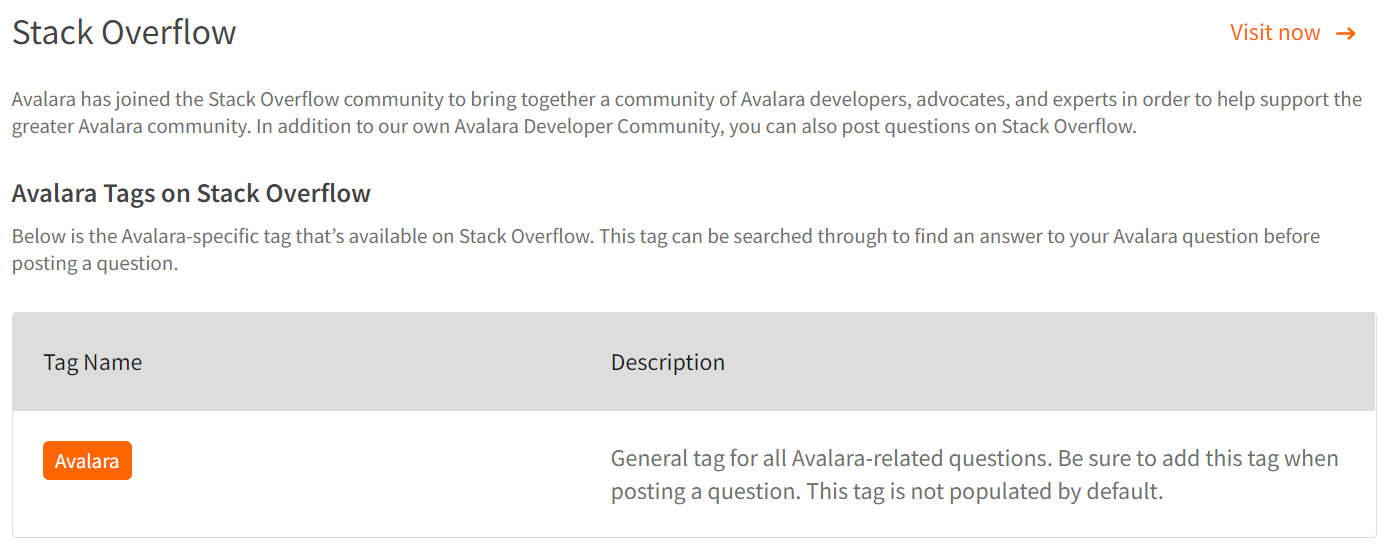 Stack Overflow
Visit now →
Avalara has joined the Stack Overflow community to bring together a community of Avalara developers, advocates, and experts in order to help support the
greater Avalara community. In addition to our own Avalara Developer Community, you can also post questions on Stack Overflow.
Avalara Tags on Stack Overflow
Below is the Avalara-specific tag that’s available on Stack Overflow. This tag can be searched through to find an answer to your Avalara question before
posting a question.
Tag Name
Description
Avalara
General tag for all Avalara-related questions. Be sure to add this tag when
posting a question. This tag is not populated by default.